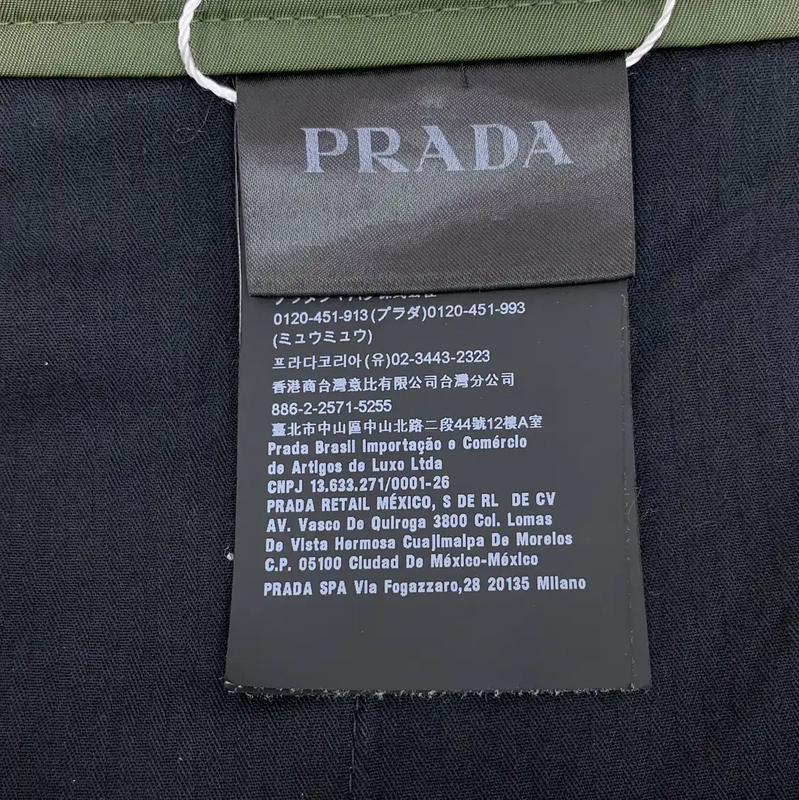 PRADA
0120-451-913(プラダ)0120-451-993
(ミュウミュウ)
프라다코리아(유)02-3443-2323
香港商台灣意比有限公司台灣分公司
886-2-2571-5255
臺北市中山區中山北路二段44號12樓A室
Prada Brasil Importação e Comércio
de Artigos de Luxo Ltda
CNPJ 13.633.271/0001-26
PRADA RETAIL MÉXICO, S DE RL DE CV
AV. Vasco De Quiroga 3800 Col. Lomas
De Vista Hermosa Cuajimalpa De Morelos
C.P. 05100 Ciudad De México-México
PRADA SPA Via Fogazzaro,28 20135 Milano